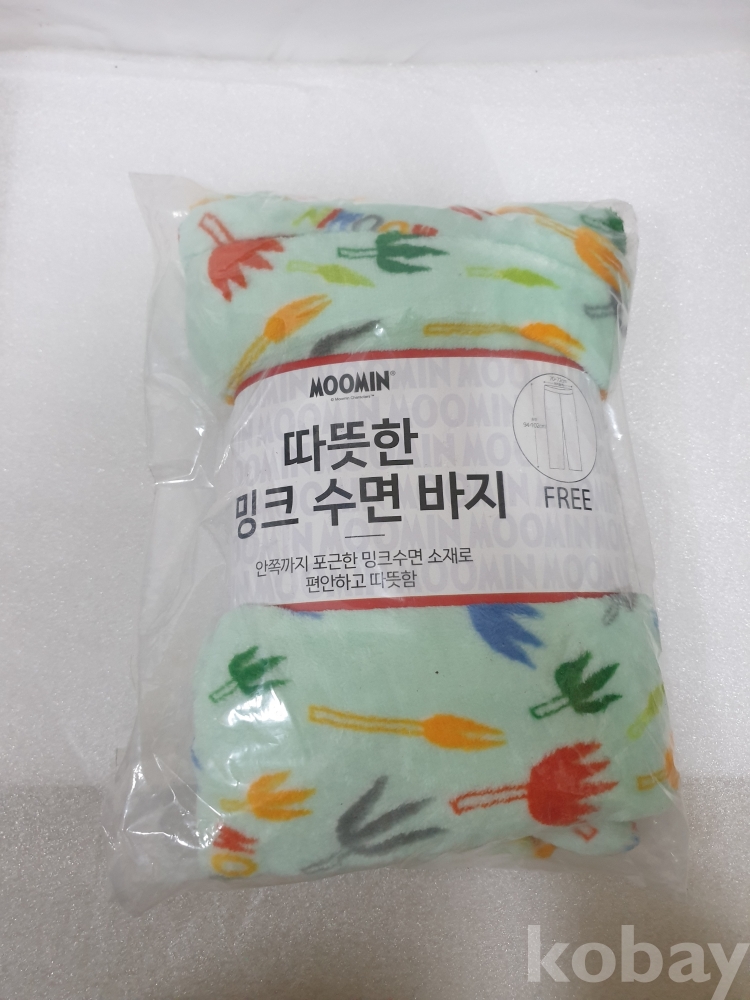 MOOMIN
따뜻한
밍크 수면 바지
안쪽까지 포근한 밍크수면 소재로
편안하고 따뜻함
FREE
kobay